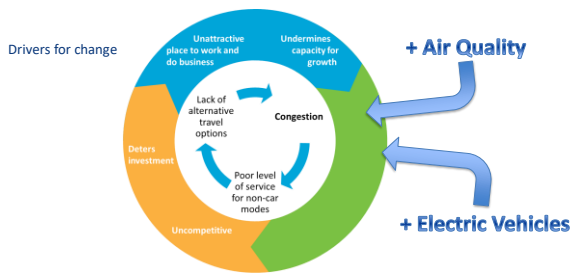 Drivers for change
Unattractive
place to work and
do business
Undermines
capacity for
growth
+ Air Quality
Lack of
alternative
travel
options
Congestion
Deters
investment
Poor level
of service
for non-car
modes
Uncompetitive
+ Electric Vehicles